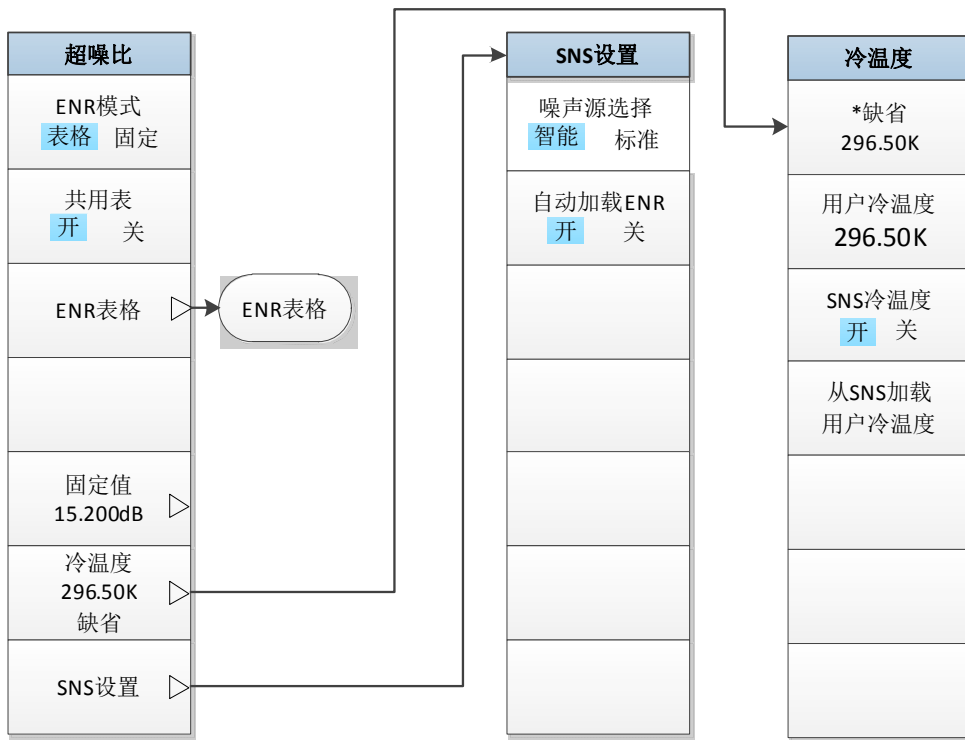 超噪比
ENR模式
表格 固定
共用表
开 关
ENR表格
ENR表格
固定值
15.200dB
冷温度
296.50K
缺省
SNS设置
SNS设置
噪声源选择
智能 标准
自动加载ENR
开 关
冷温度
*缺省
296.50K
用户冷温度
296.50K
SNS冷温度
开 关
从SNS加载
用户冷温度